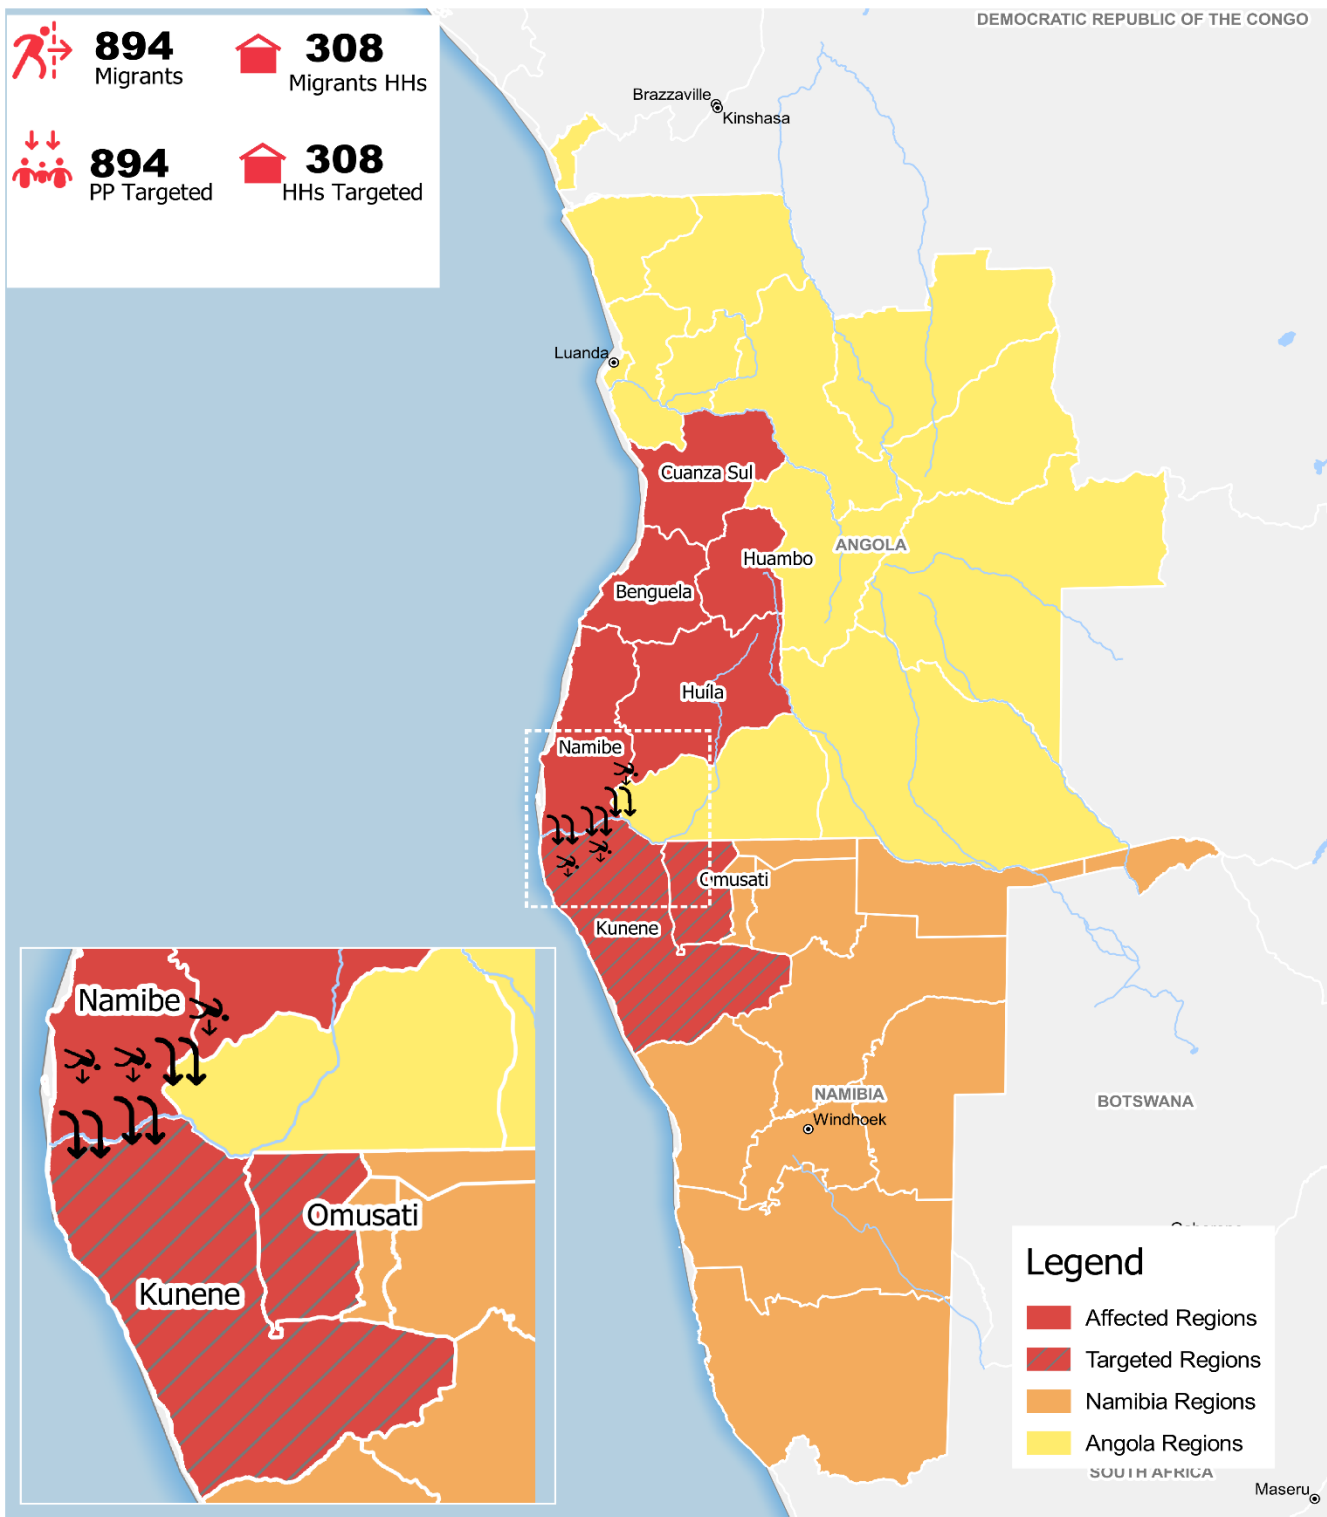 894
Migrants
308
Migrants HHs
894
PP Targeted
308
HHs Targeted
DEMOCRATIC REPUBLIC OF THE CONGO
Brazzaville
Kinshasa
Luanda
Cuanza Sul
ANGOLA
Huambo
Benguela
Huíla
Namibe
Omusati
Kunene
NAMIBIA
Windhoek
BOTSWANA
Namibe
Omusati
Kunene
Legend
Affected Regions
Targeted Regions
Namibia Regions
Angola Regions
SOUTH AFRICA
Maseru